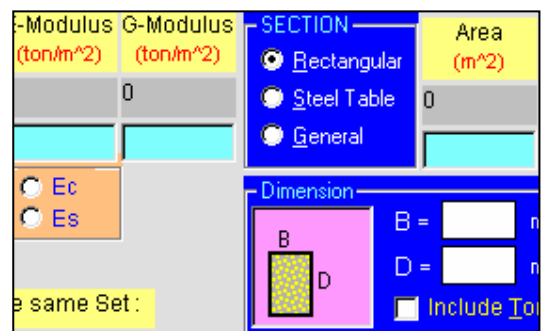 E-Modulus G-Modulus
(ton/m^2) (ton/m^2)
0
SECTION
Rectangular
Steel Table
General
Area
(m^2)
0
Ec
Es
Dimension
B
D
B =
D =
Include
same Set :